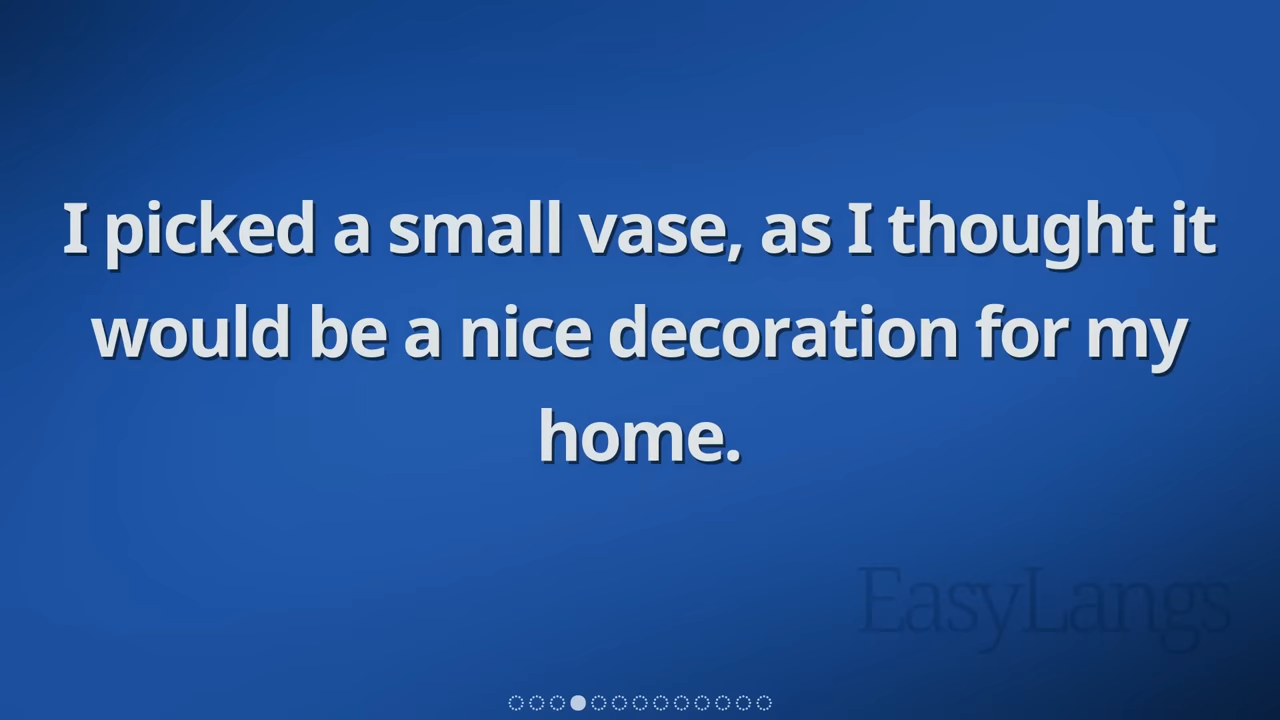 I picked a small vase, as I thought it
would be a nice decoration for my
home.
EasyLangs